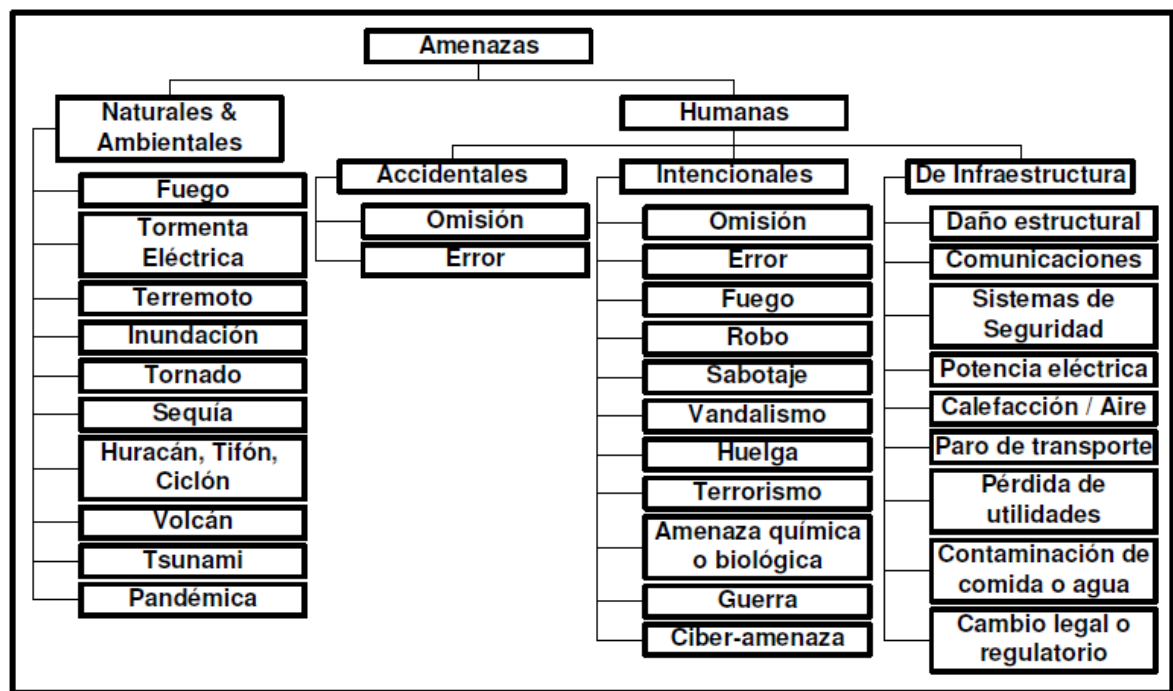 Amenazas
Naturales &
Ambientales
Fuego
Tormenta
Eléctrica
Terremoto
Inundación
Tornado
Sequía
Huracán, Tifón,
Ciclón
Volcán
Tsunami
Pandémica
Humanas
Accidentales
Omisión
Error
Intencionales
Omisión
Error
Fuego
Robo
Sabotaje
Vandalismo
Huelga
Terrorismo
Amenaza química
o biológica
Guerra
Ciber-amenaza
De Infraestructura
Daño estructural
Comunicaciones
Sistemas de
Seguridad
Potencia eléctrica
Calefacción / Aire
Paro de transporte
Pérdida de
utilidades
Contaminación de
comida o agua
Cambio legal o
regulatorio